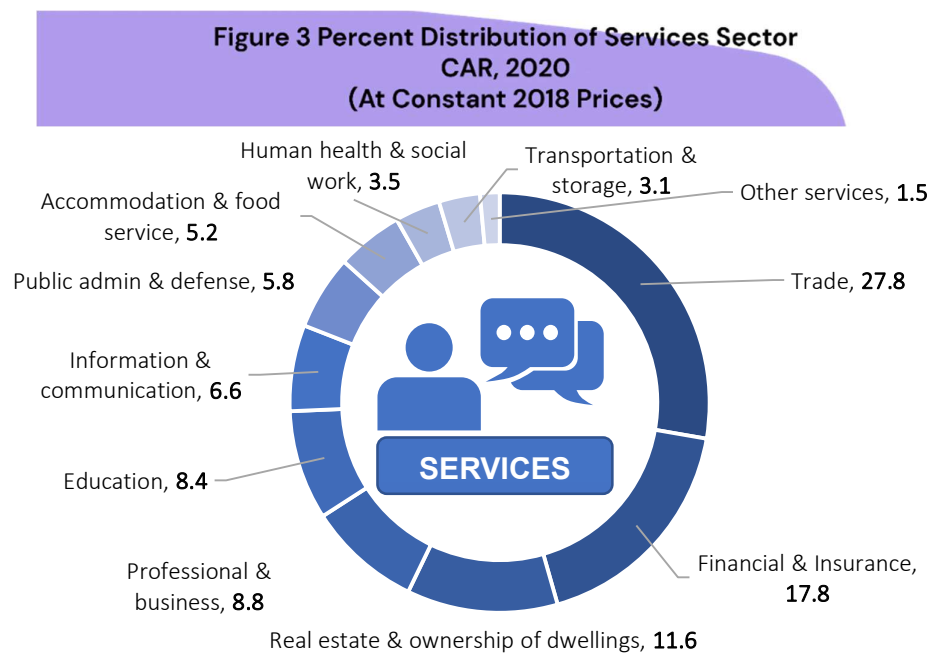 Figure 3 Percent Distribution of Services Sector
CAR, 2020
(At Constant 2018 Prices)
Human health & social
work, 3.5
Transportation &
storage, 3.1
Other services, 1.5
Accommodation & food
service, 5.2
Public admin & defense, 5.8
Trade, 27.8
Information &
communication, 6.6
SERVICES
Education, 8.4
Financial & Insurance,
17.8
Professional &
business, 8.8
Real estate & ownership of dwellings, 11.6